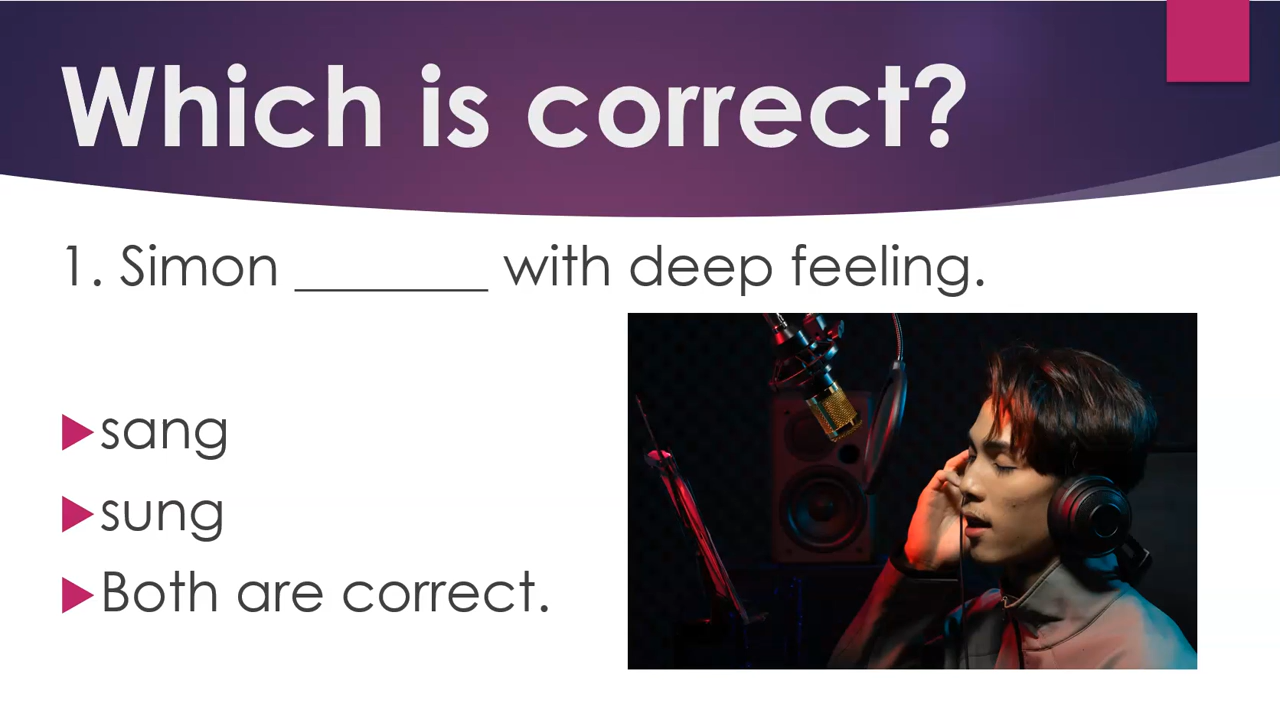 Which is correct?
1. Simon _______ with deep feeling.
sang
sung
Both are correct.